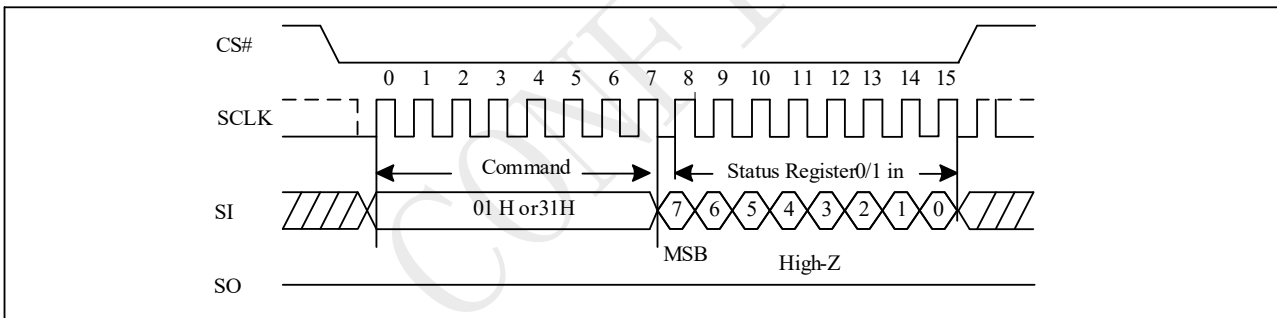 CS#
0 1 2 3 4 5 6 7 8 9 10 11 12 13 14 15
SCLK
Command
Status Register0/1 in
SI
01 H or31H
7 6 5 4 3 2 1 0
MSB
High-Z
SO